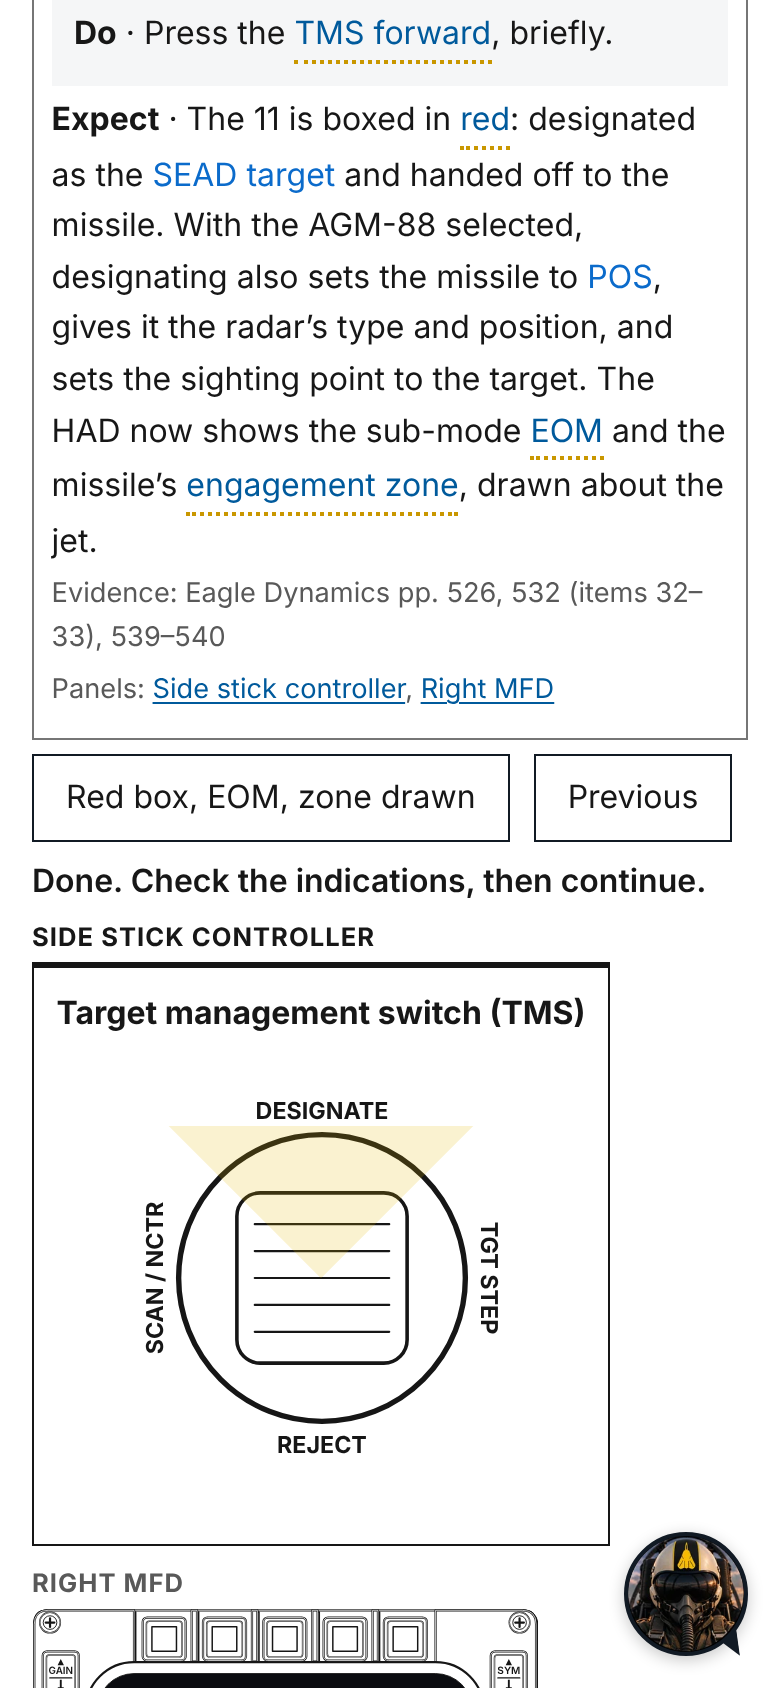 Do · Press the TMS forward, briefly.
Expect · The 11 is boxed in red: designated
as the SEAD target and handed off to the
missile. With the AGM-88 selected,
designating also sets the missile to POS,
gives it the radar’s type and position, and
sets the sighting point to the target. The
HAD now shows the sub-mode EOM and the
missile’s engagement zone, drawn about the
jet.
Evidence: Eagle Dynamics pp. 526, 532 (items 32–
33), 539–540
Panels: Side stick controller, Right MFD
Red box, EOM, zone drawn
Previous
Done. Check the indications, then continue.
SIDE STICK CONTROLLER
Target management switch (TMS)
DESIGNATE
SCAN / NCTR
TGT STEP
REJECT
RIGHT MFD
GAIN
SYM